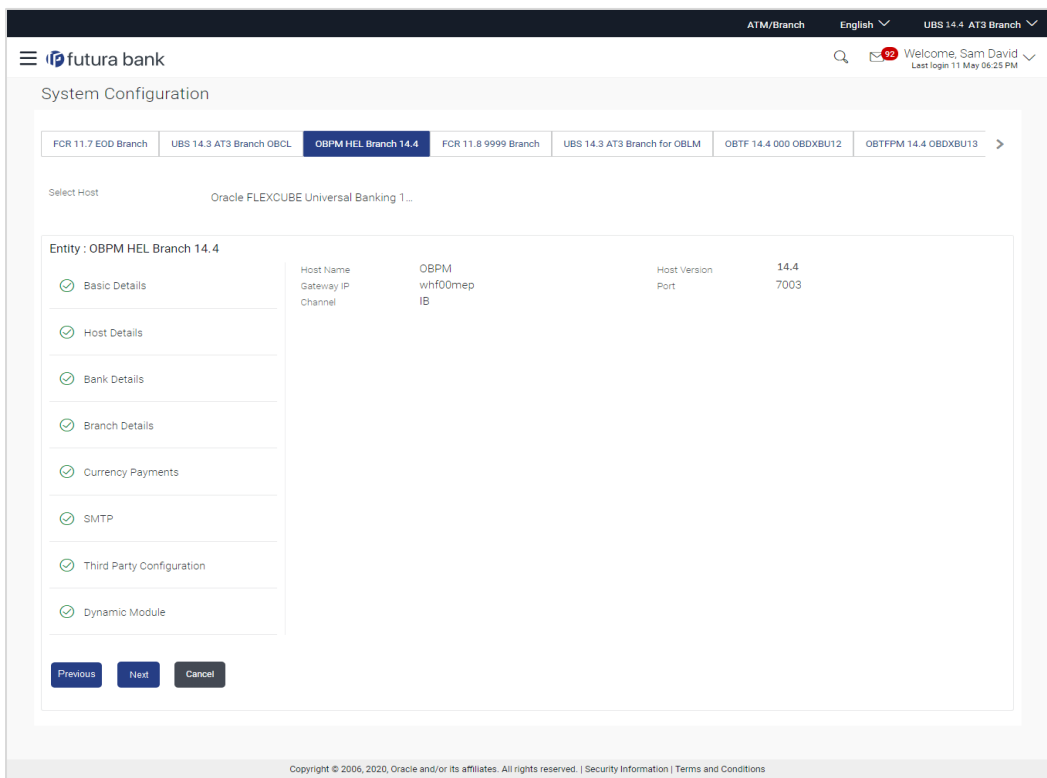 ATM/Branch English UBS 14.4 AT3 Branch
futura bank 92 Welcome, Sam David
Last login 11 May 06:25 PM
System Configuration
FCR 11.7 EOD Branch UBS 14.3 AT3 Branch OBCL OBPM HEL Branch 14.4 FCR 11.8 9999 Branch UBS 14.3 AT3 Branch for OBLM OBTF 14.4 000 OBDXBU12 OBTFPM 14.4 OBDXBU13
Select Host Oracle FLEXCUBE Universal Banking 1...
Entity : OBPM HEL Branch 14.4
Basic Details
Host Details
Bank Details
Branch Details
Currency Payments
SMTP
Third Party Configuration
Dynamic Module
Host Name OBPM Host Version 14.4
Gateway IP whf00mep Port 7003
Channel IB
Previous Next Cancel
Copyright © 2006, 2020, Oracle and/or its affiliates. All rights reserved. | Security Information | Terms and Conditions